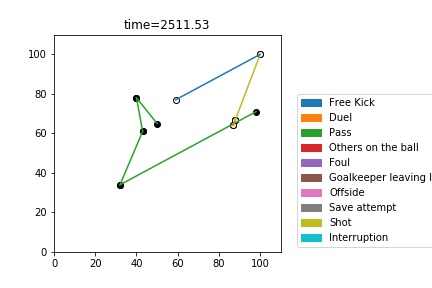 time=2511.53
100
80
60
40
20
0
0
20
40
60
80
100
Free Kick
Duel
Pass
Others on the ball
Foul
Goalkeeper leaving l
Offside
Save attempt
Shot
Interruption